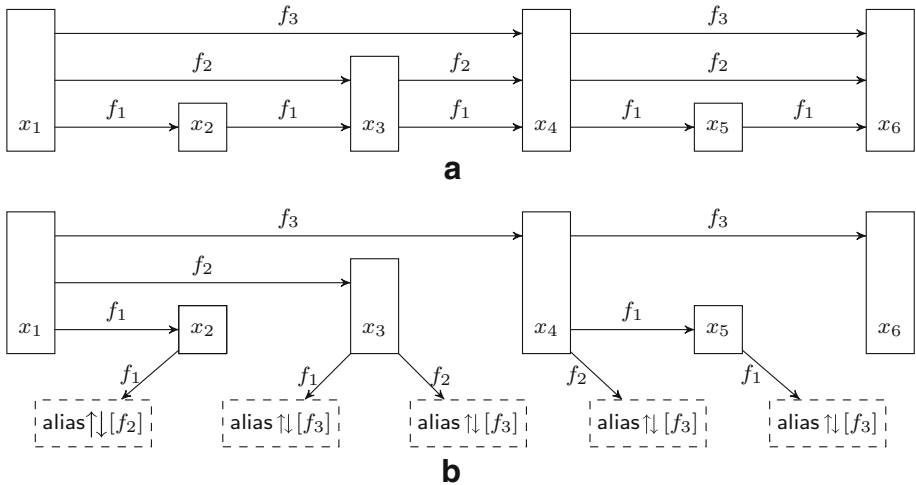 f₃ f₃
f₂ f₂ f₂
x₁ f₁ x₂ f₁ x₃ f₁ x₄ f₁ x₅ f₁ x₆
a
f₃ f₃
f₂
x₁ f₁ x₂ x₃ x₄ f₁ x₅ x₆
f₁ f₁ f₂ f₂ f₁
alias↑↓[f₂] alias↑↓[f₃] alias↑↓[f₃] alias↑↓[f₃] alias↑↓[f₃]
b